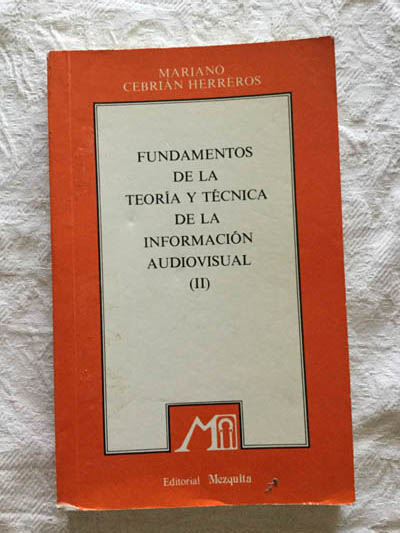 MARIANO
CEBRIÁN HERREROS
FUNDAMENTOS
DE LA
TEORÍA Y TÉCNICA
DE LA
INFORMACIÓN
AUDIOVISUAL
(II)
M
Editorial Mezquita